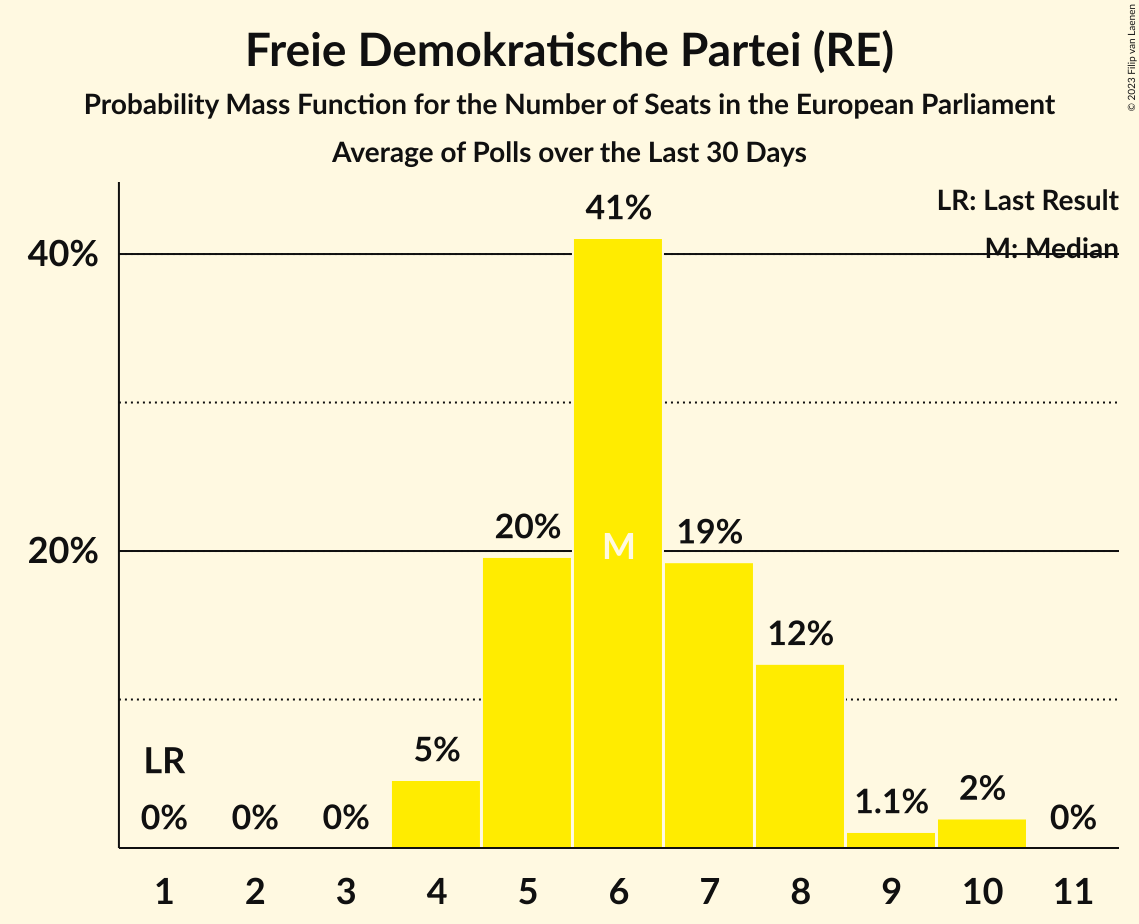 Freie Demokratische Partei (RE)
Probability Mass Function for the Number of Seats in the European Parliament
Average of Polls over the Last 30 Days
© 2023 Filip van Laenen
LR: Last Result
M: Median
41%
40%
20%
M
19%
20%
12%
LR
5%
0%
0%
0%
1.1%
2%
0%
1 2 3 4 5 6 7 8 9 10 11